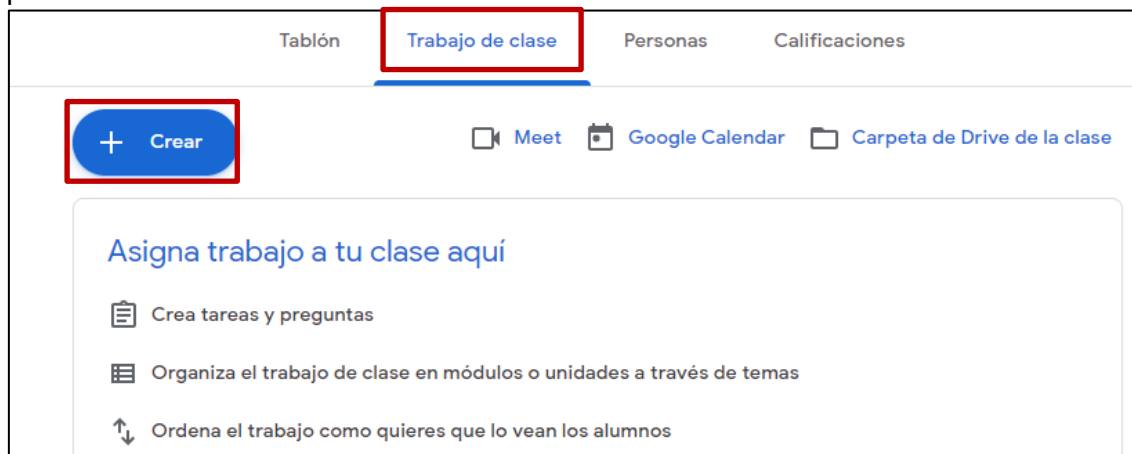 Tablón Trabajo de clase Personas Calificaciones
Crear Meet Google Calendar Carpeta de Drive de la clase
Asigna trabajo a tu clase aquí
Crea tareas y preguntas
Organiza el trabajo de clase en módulos o unidades a través de temas
Ordena el trabajo como quieres que lo vean los alumnos